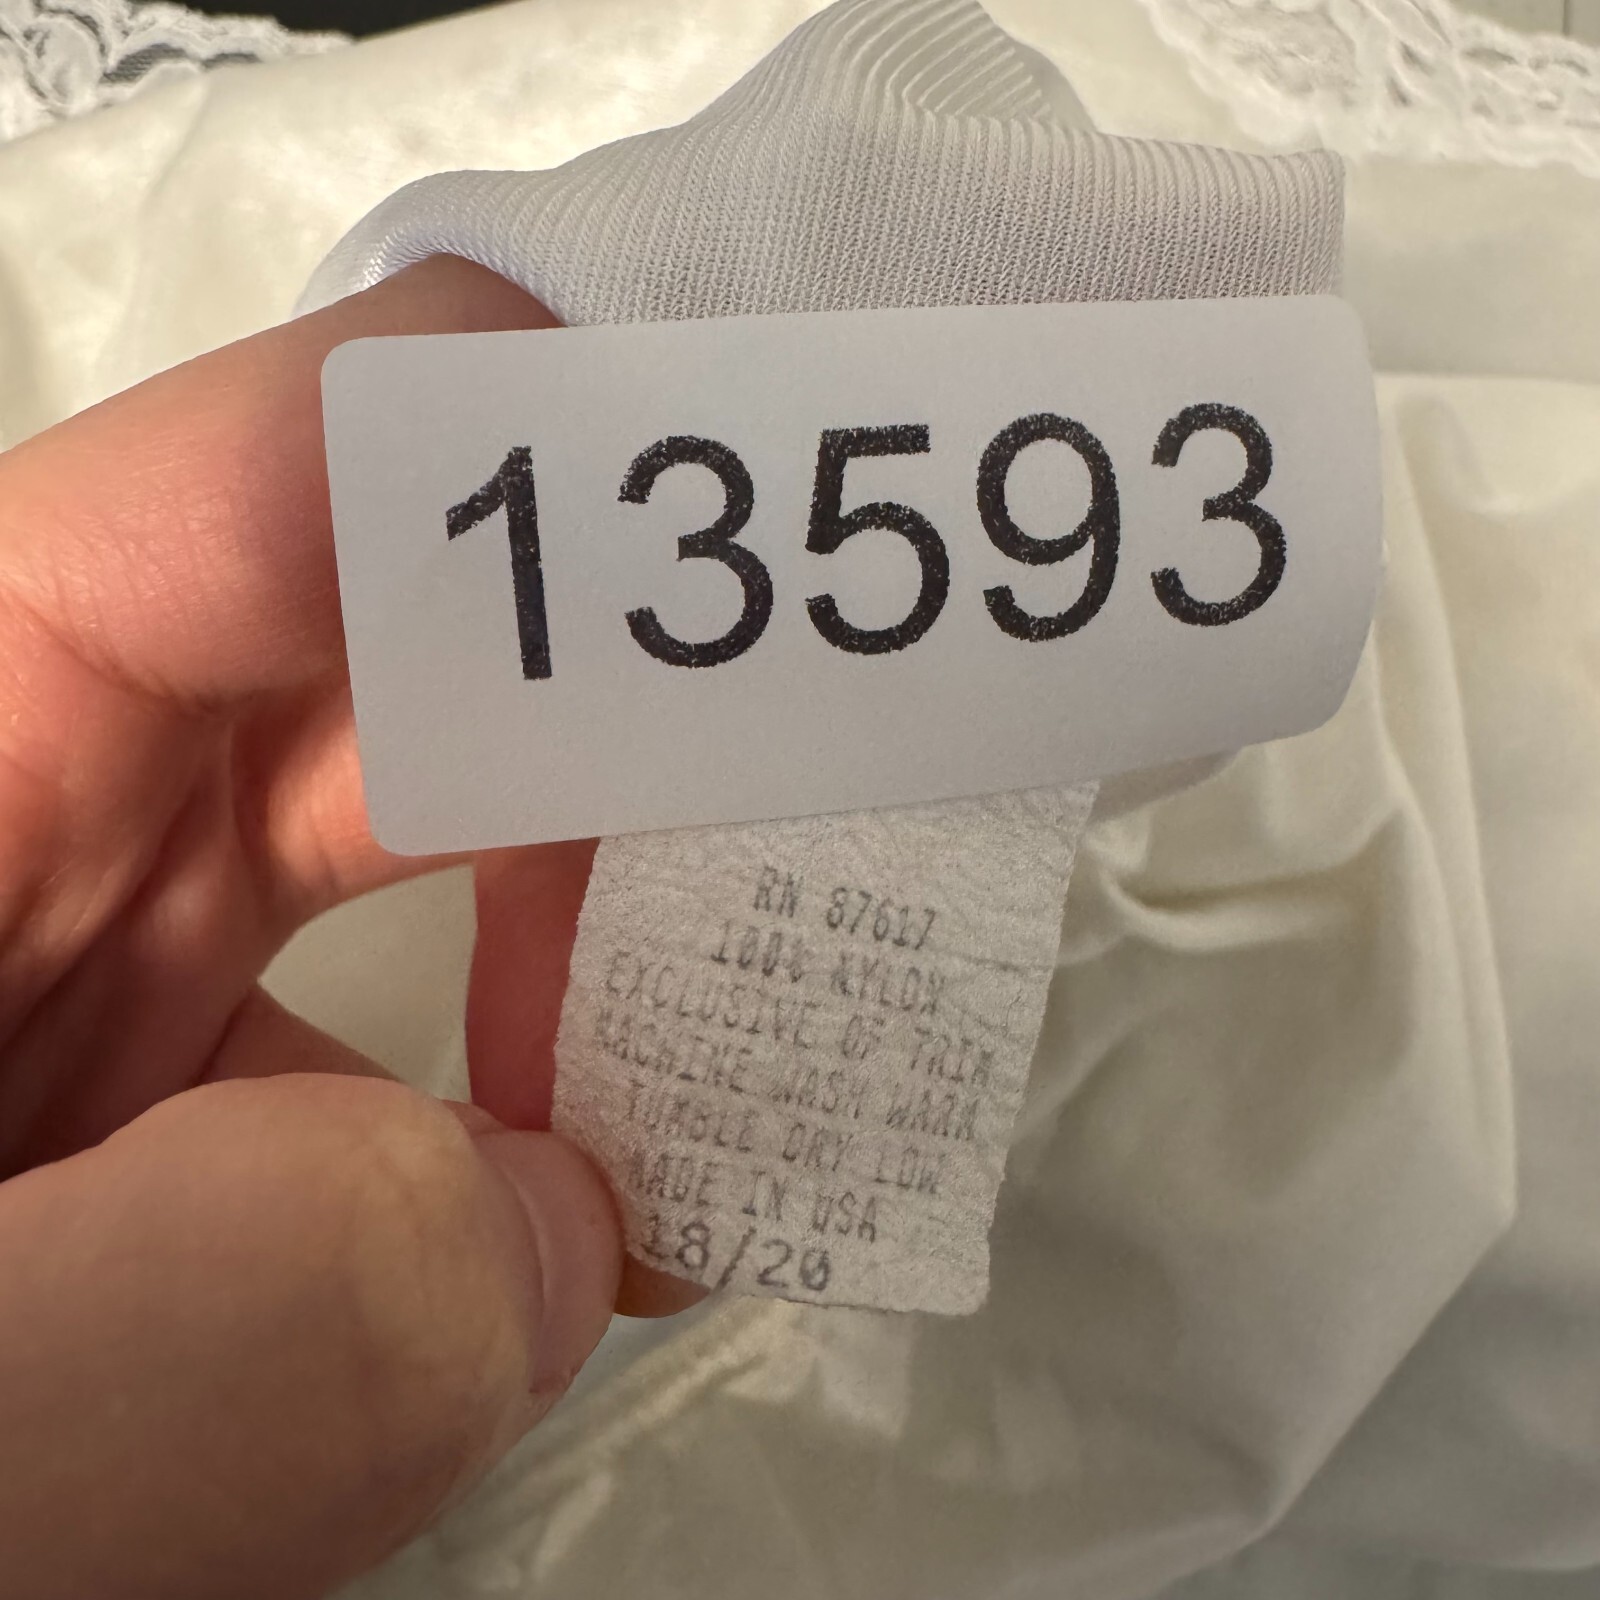 13593
RN 87617
100% NYLON
EXCLUSIVE OF TRIM
MACHINE WASH WARM
TUMBLE DRY LOW
MADE IN USA
18/20